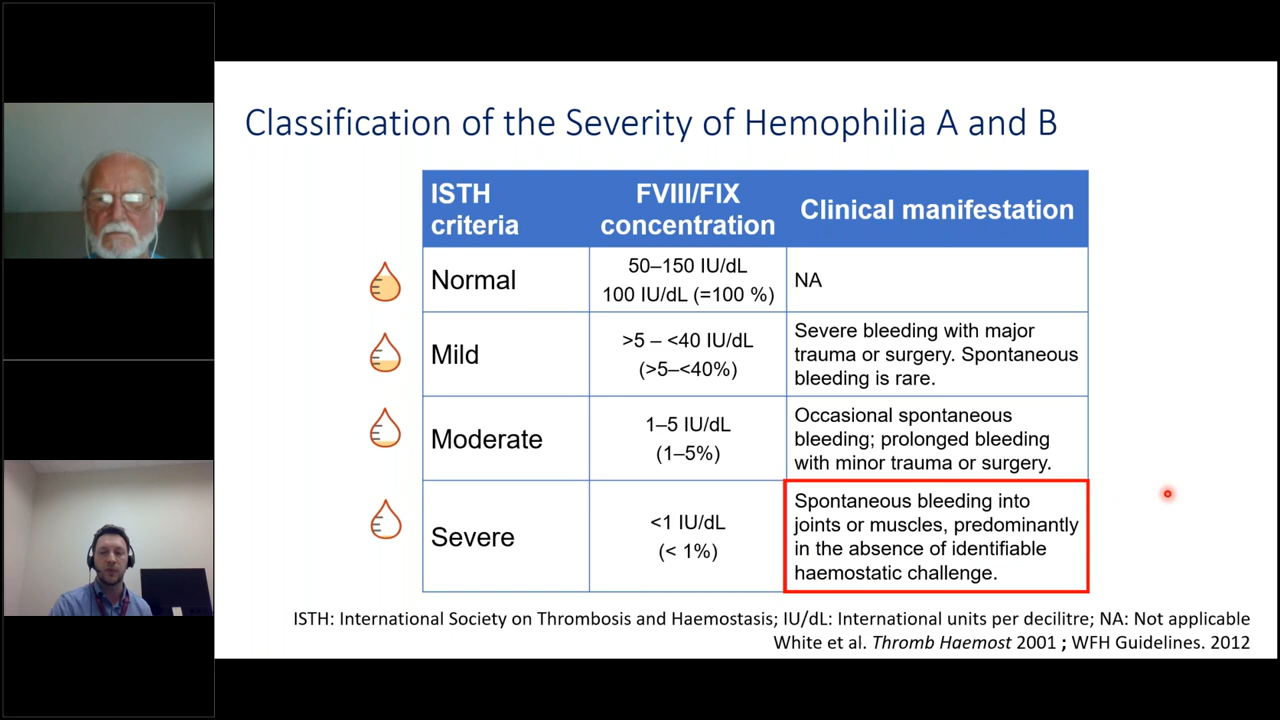 Classification of the Severity of Hemophilia A and B
ISTH criteria
FVIII/FIX concentration
Clinical manifestation
Normal
50–150 IU/dL
100 IU/dL (=100 %)
NA
Mild
>5 – <40 IU/dL
(>5–<40%)
Severe bleeding with major
trauma or surgery. Spontaneous
bleeding is rare.
Moderate
1–5 IU/dL
(1–5%)
Occasional spontaneous
bleeding; prolonged bleeding
with minor trauma or surgery.
Severe
<1 IU/dL
(< 1%)
Spontaneous bleeding into
joints or muscles, predominantly
in the absence of identifiable
haemostatic challenge.
ISTH: International Society on Thrombosis and Haemostasis; IU/dL: International units per decilitre; NA: Not applicable
White et al. Thromb Haemost 2001 ; WFH Guidelines. 2012